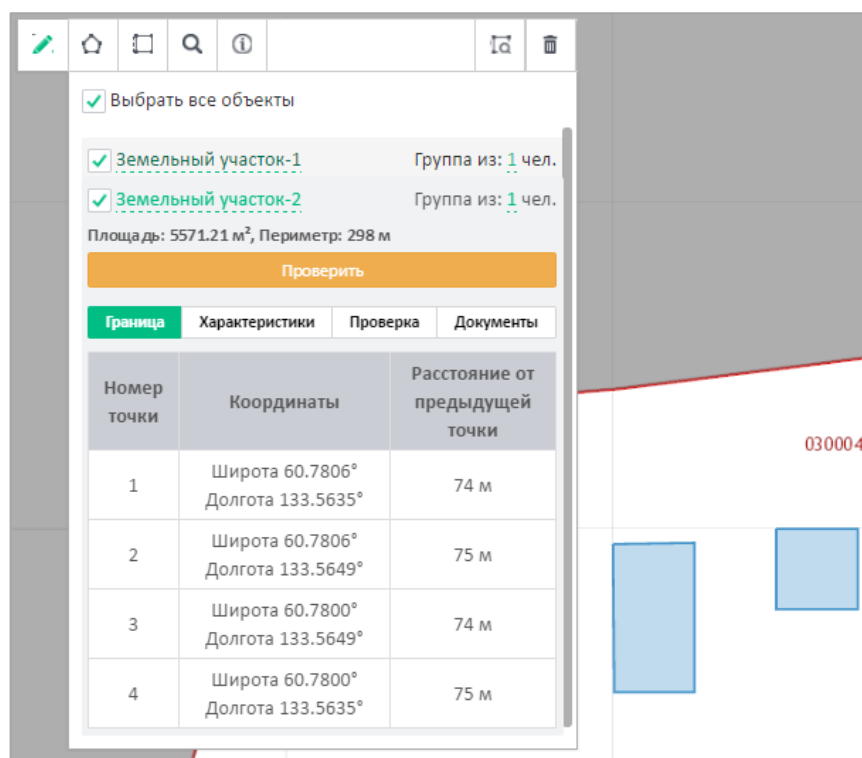 Выбрать все объекты
Земельный участок-1 Группа из: 1 чел.
Земельный участок-2 Группа из: 1 чел.
Площадь: 5571.21 м², Периметр: 298 м
Проверить
Граница Характеристики Проверка Документы
Номер точки Координаты Расстояние от предыдущей точки
1 Широта 60.7806° Долгота 133.5635° 74 м
2 Широта 60.7806° Долгота 133.5649° 75 м
3 Широта 60.7800° Долгота 133.5649° 74 м
4 Широта 60.7800° Долгота 133.5635° 75 м
030004